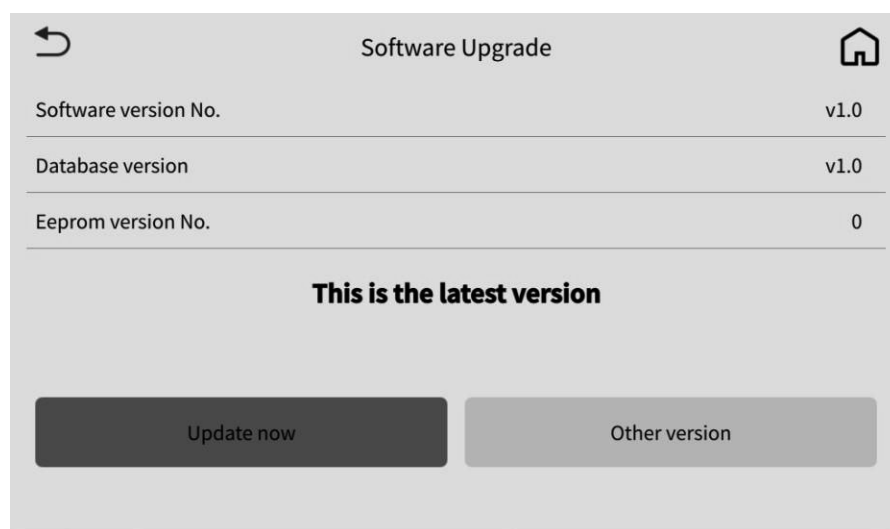 Software Upgrade
Software version No. v1.0
Database version v1.0
Eeprom version No. 0
This is the latest version
Update now Other version